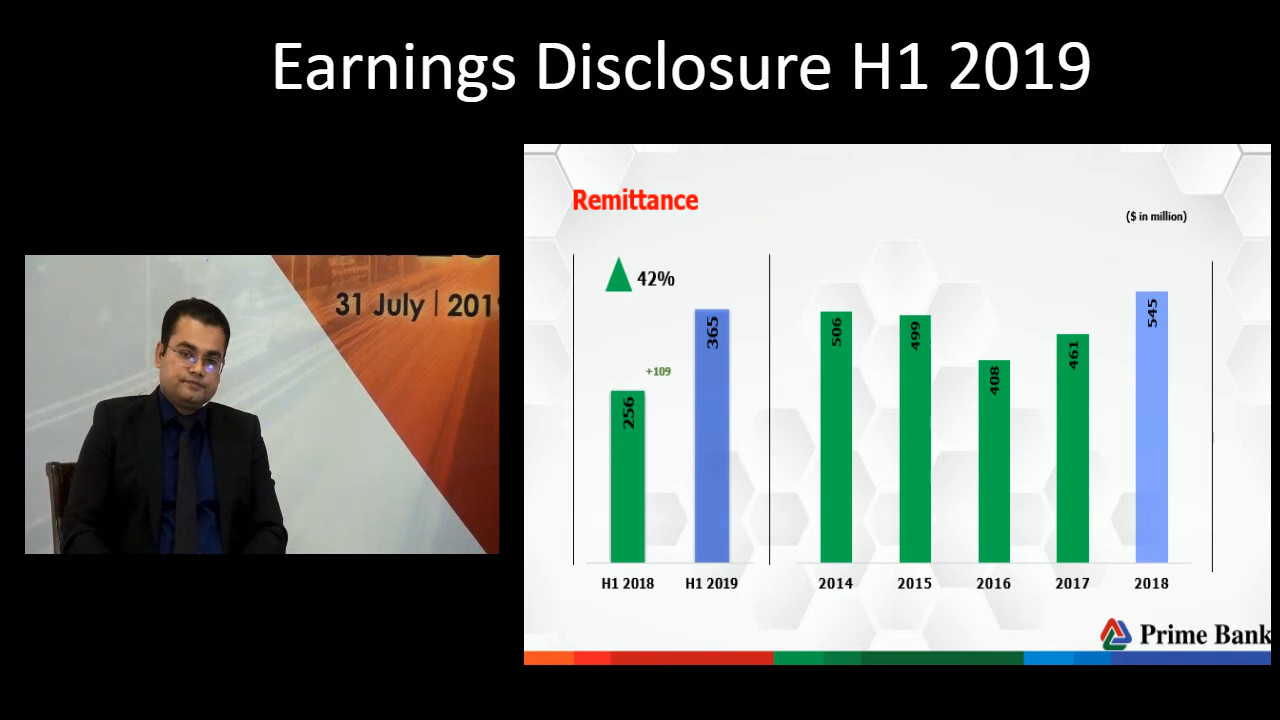 Earnings Disclosure H1 2019
31 July | 201
Remittance
($ in million)
42%
+109
256
365
506
499
408
461
545
H1 2018
H1 2019
2014
2015
2016
2017
2018
Prime Bank